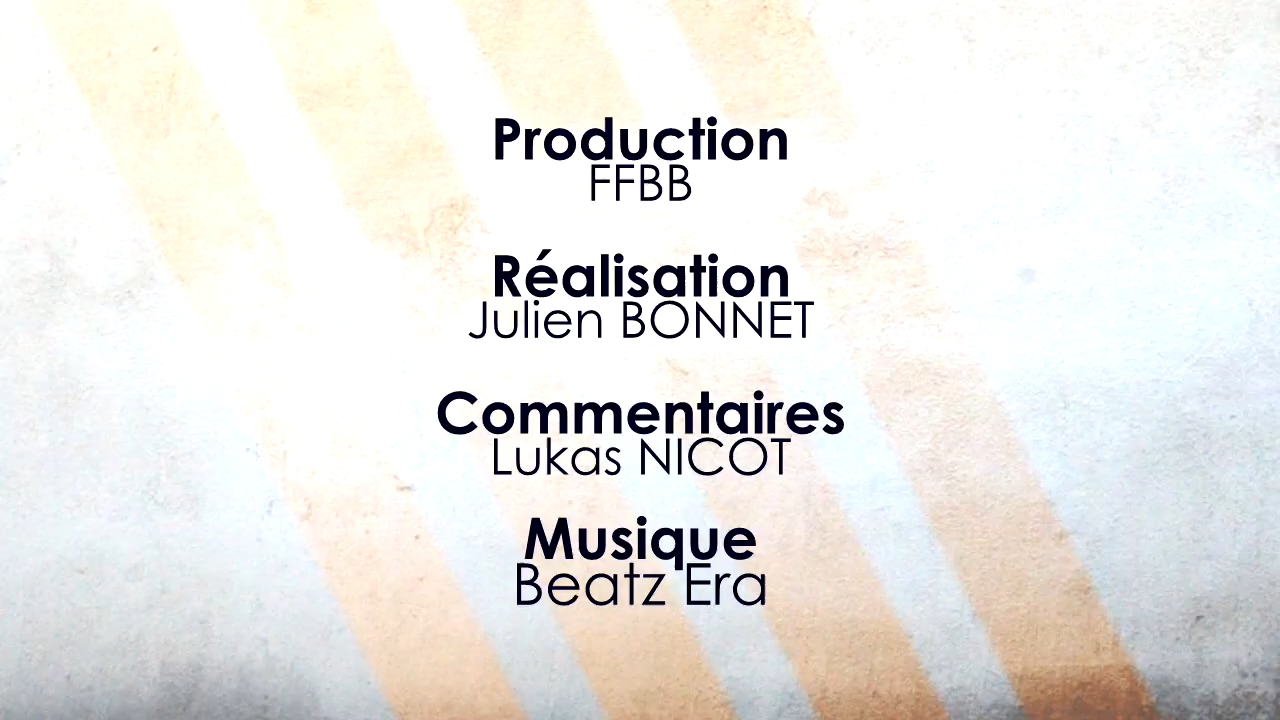 Production
FFBB
Réalisation
Julien BONNET
Commentaires
Lukas NICOT
Musique
Beatz Era